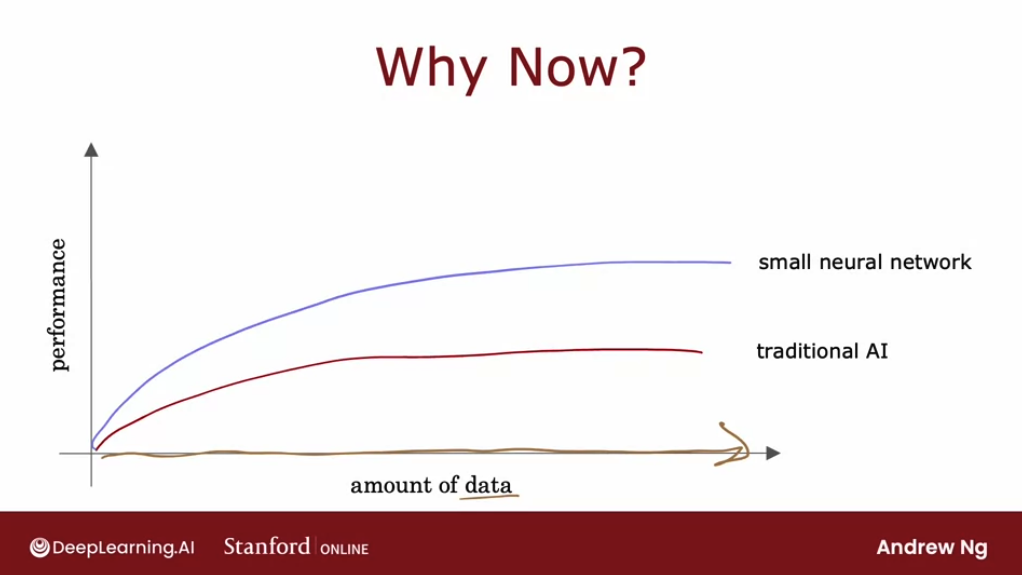 Why Now?
performance
small neural network
traditional AI
amount of data
DeepLearning.AI
Stanford ONLINE
Andrew Ng